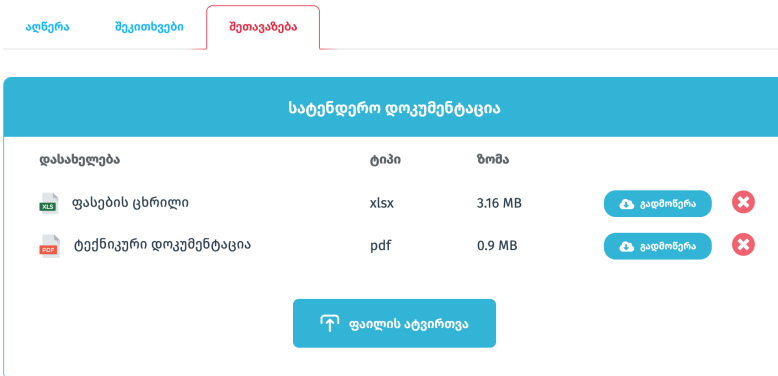 აღწერა შეკითხვები შეთავაზება
სატენდერო დოკუმენტაცია
დასახელება ტიპი ზომა
XLS ფასების ცხრილი xlsx 3.16 MB გადმოწერა
PDF ტექნიკური დოკუმენტაცია pdf 0.9 MB გადმოწერა
ფაილის ატვირთვა